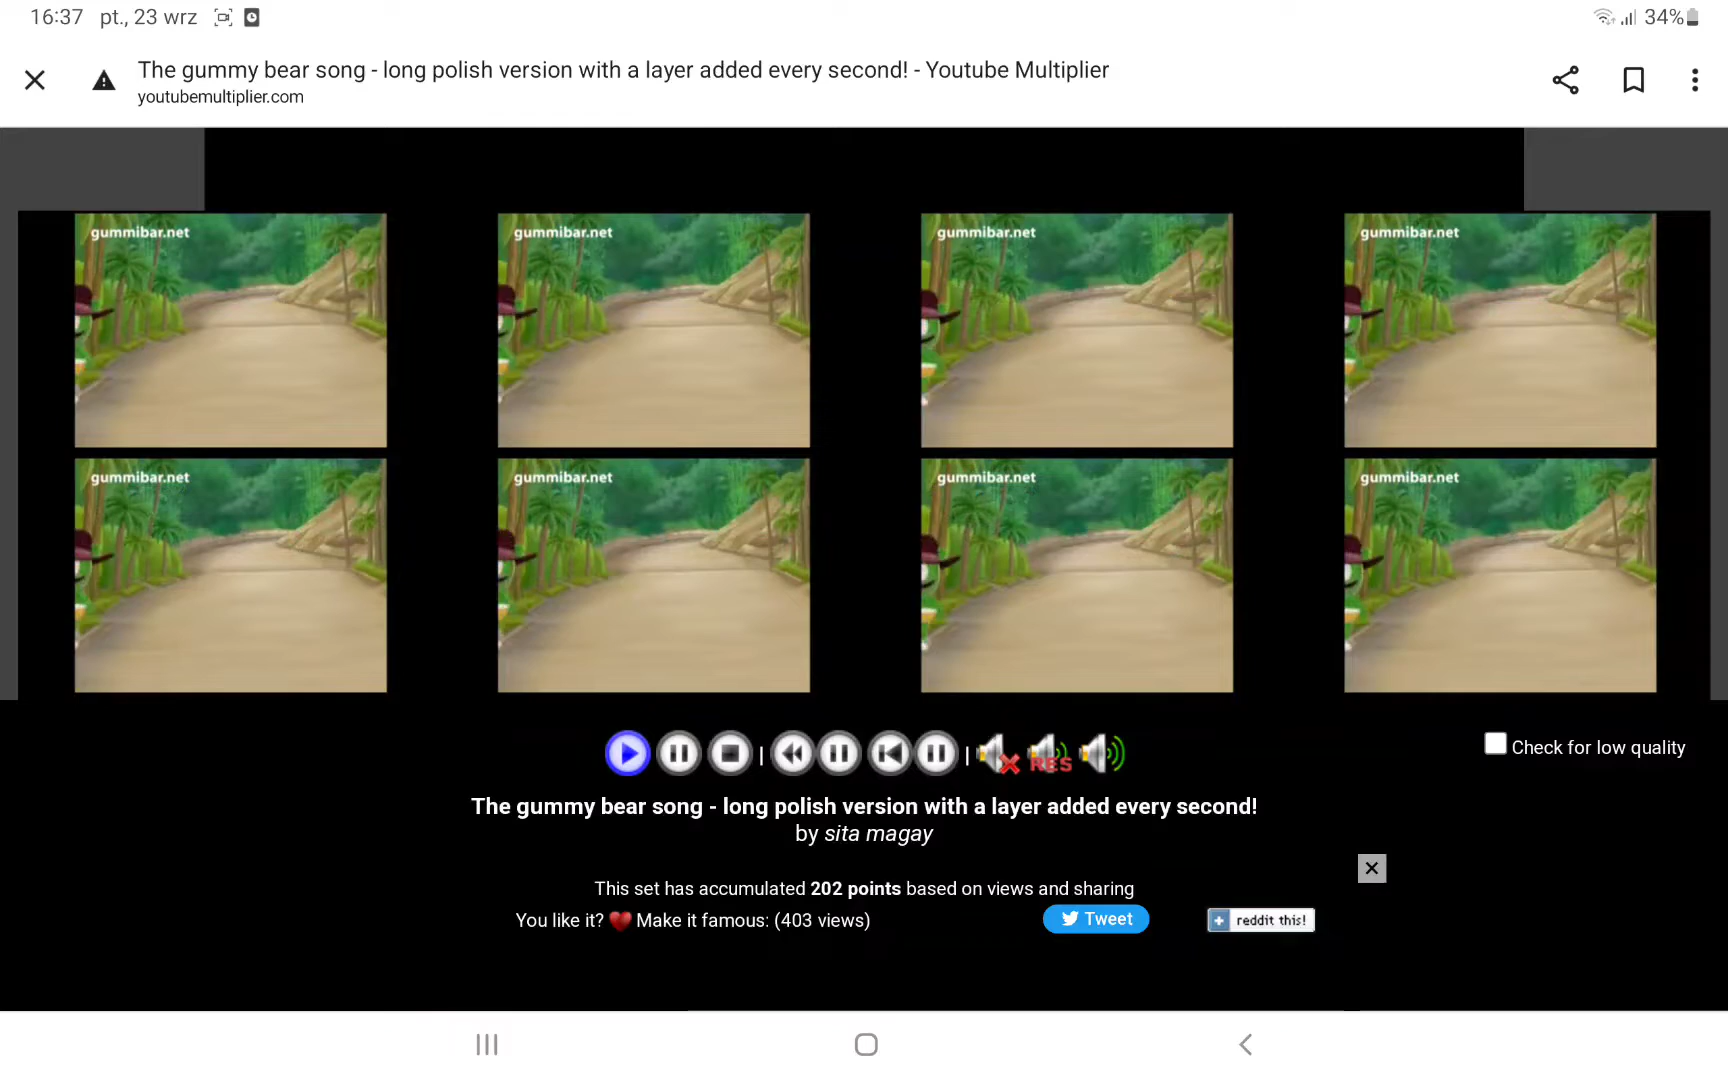 16:37 pt., 23 wrz
34%
The gummy bear song - long polish version with a layer added every second! - Youtube Multiplier
youtubemultiplier.com
gummibar.net gummibar.net gummibar.net gummibar.net
gummibar.net gummibar.net gummibar.net gummibar.net
RES
Check for low quality
The gummy bear song - long polish version with a layer added every second!
by sita magay
This set has accumulated 202 points based on views and sharing
You like it? Make it famous: (403 views)
Tweet
reddit this!